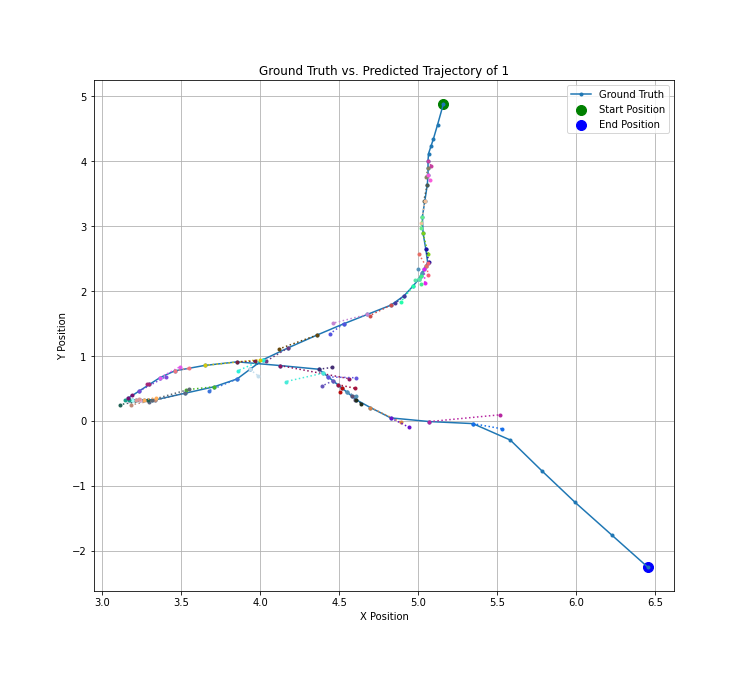 Ground Truth vs. Predicted Trajectory of 1
Ground Truth
Start Position
End Position
Y Position
5
4
3
2
1
0
−1
−2
3.0 3.5 4.0 4.5 5.0 5.5 6.0 6.5
X Position